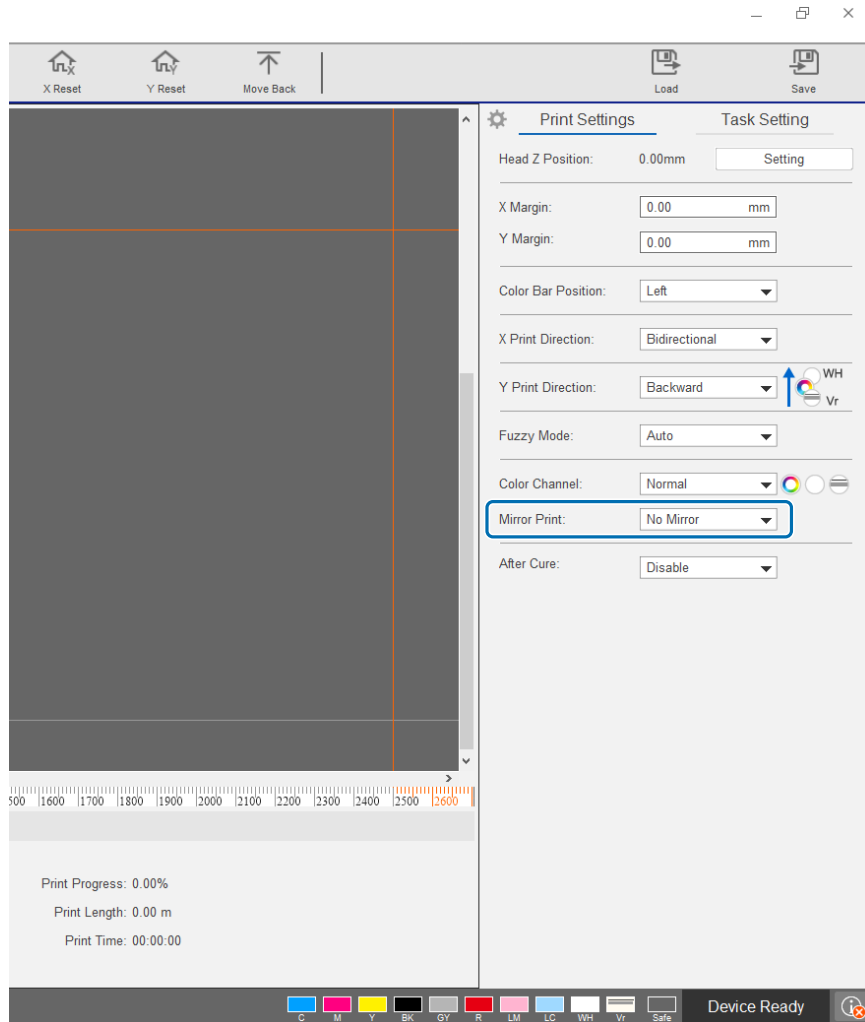 X Reset Y Reset Move Back Load Save
Print Settings Task Setting
Head Z Position: 0.00mm Setting
X Margin: 0.00 mm
Y Margin: 0.00 mm
Color Bar Position: Left
X Print Direction: Bidirectional
Y Print Direction: Backward WH Vr
Fuzzy Mode: Auto
Color Channel: Normal
Mirror Print: No Mirror
After Cure: Disable
500 1600 1700 1800 1900 2000 2100 2200 2300 2400 2500 2600
Print Progress: 0.00%
Print Length: 0.00 m
Print Time: 00:00:00
C M Y BK GY R LM LC WH Vr Safe Device Ready